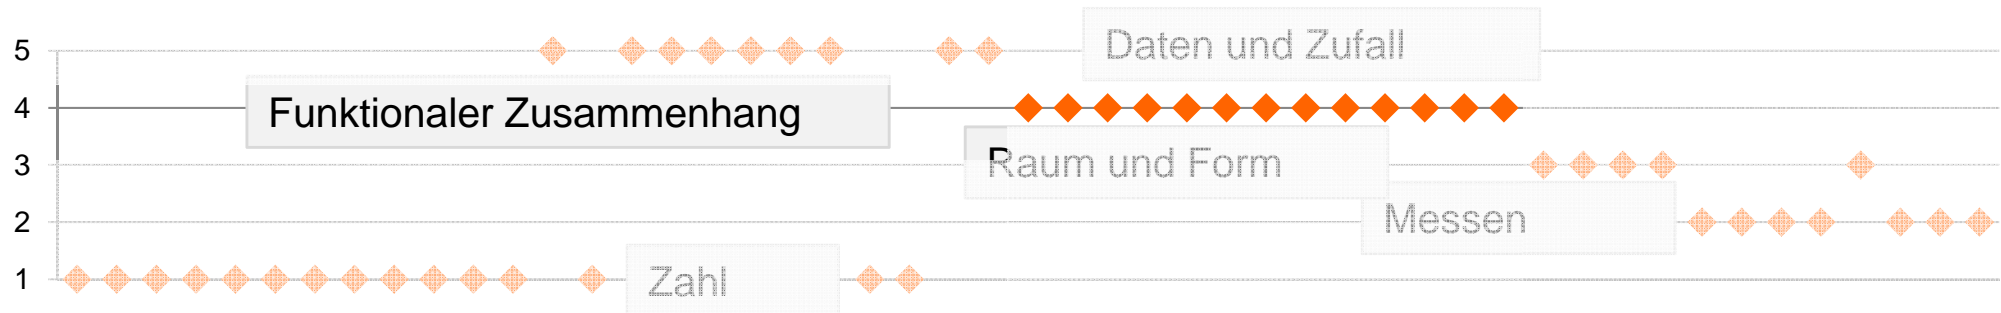 5
Daten und Zufall
4
Funktionaler Zusammenhang
3
Raum und Form
2
Messen
1
Zahl